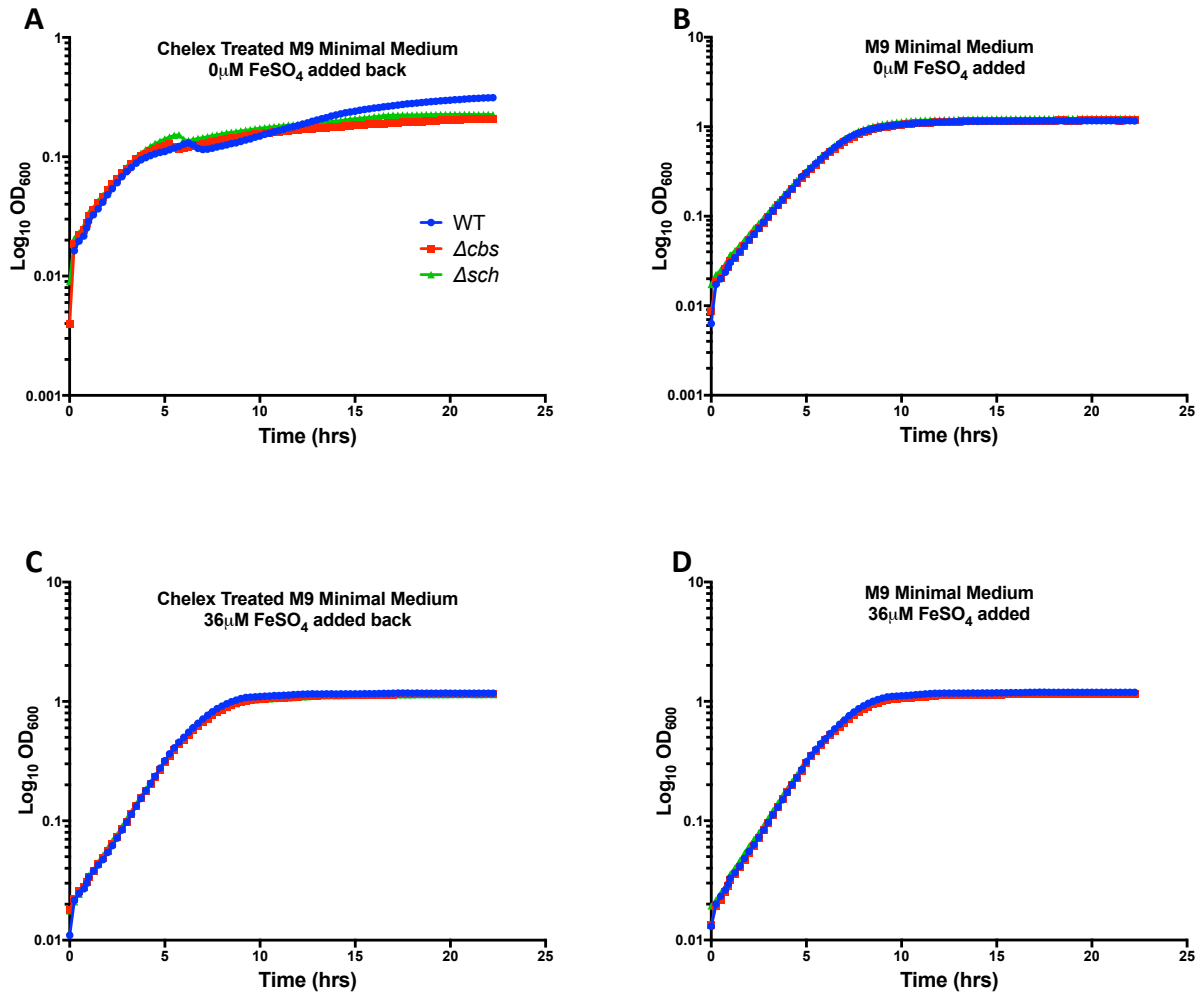 A
Chelex Treated M9 Minimal Medium
0μM FeSO4 added back
1
0.1
0.01
0.001
Log10 OD600
0
5
10
15
20
25
Time (hrs)
WT
Δcbs
Δsch
B
M9 Minimal Medium
0μM FeSO4 added
10
1
0.1
0.01
0.001
Log10 OD600
0
5
10
15
20
25
Time (hrs)
C
Chelex Treated M9 Minimal Medium
36μM FeSO4 added back
10
1
0.1
0.01
Log10 OD600
0
5
10
15
20
25
Time (hrs)
D
M9 Minimal Medium
36μM FeSO4 added
10
1
0.1
0.01
Log10 OD600
0
5
10
15
20
25
Time (hrs)